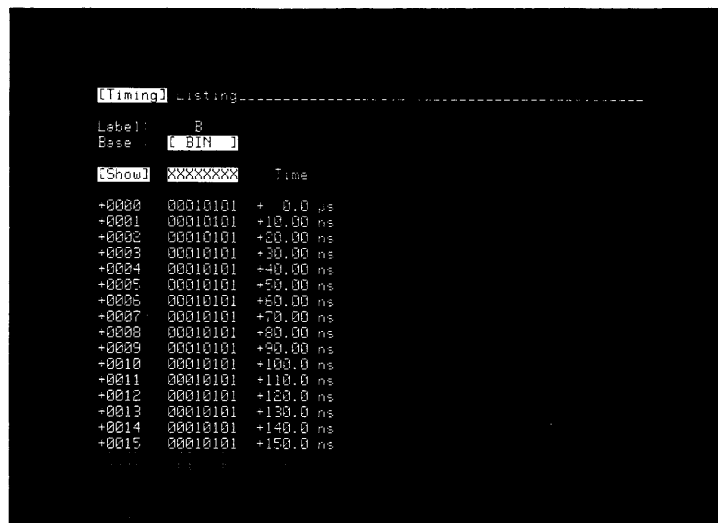 [Timing] Listing
Label: B
Base : [ BIN ]
[Show] XXXXXXXX Time
+0000 00010101 + 0.0 µs
+0001 00010101 +10.00 ns
+0002 00010101 +20.00 ns
+0003 00010101 +30.00 ns
+0004 00010101 +40.00 ns
+0005 00010101 +50.00 ns
+0006 00010101 +60.00 ns
+0007 00010101 +70.00 ns
+0008 00010101 +80.00 ns
+0009 00010101 +90.00 ns
+0010 00010101 +100.0 ns
+0011 00010101 +110.0 ns
+0012 00010101 +120.0 ns
+0013 00010101 +130.0 ns
+0014 00010101 +140.0 ns
+0015 00010101 +150.0 ns